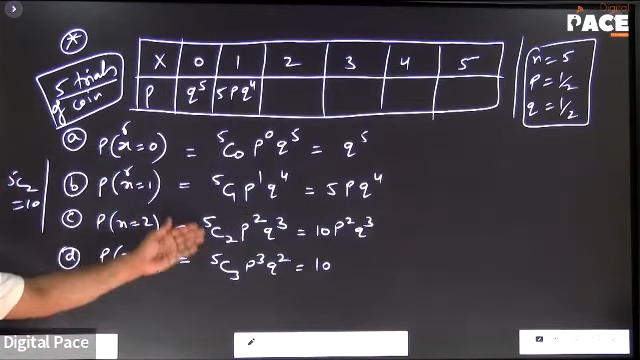 Digital
PACE
*
5 trials of coin
X 0 1 2 3 4 5
P q⁵ 5pq⁴
n = 5
p = 1/2
q = 1/2
⁵C₂ = 10
(a) P(x=0) = ⁵C₀ p⁰ q⁵ = q⁵
r
(b) P(x=1) = ⁵C₁ p¹ q⁴ = 5pq⁴
r
(c) P(x=2) = ⁵C₂ p² q³ = 10p²q³
(d) P( = ⁵C₃ p³q² = 10
Digital Pace